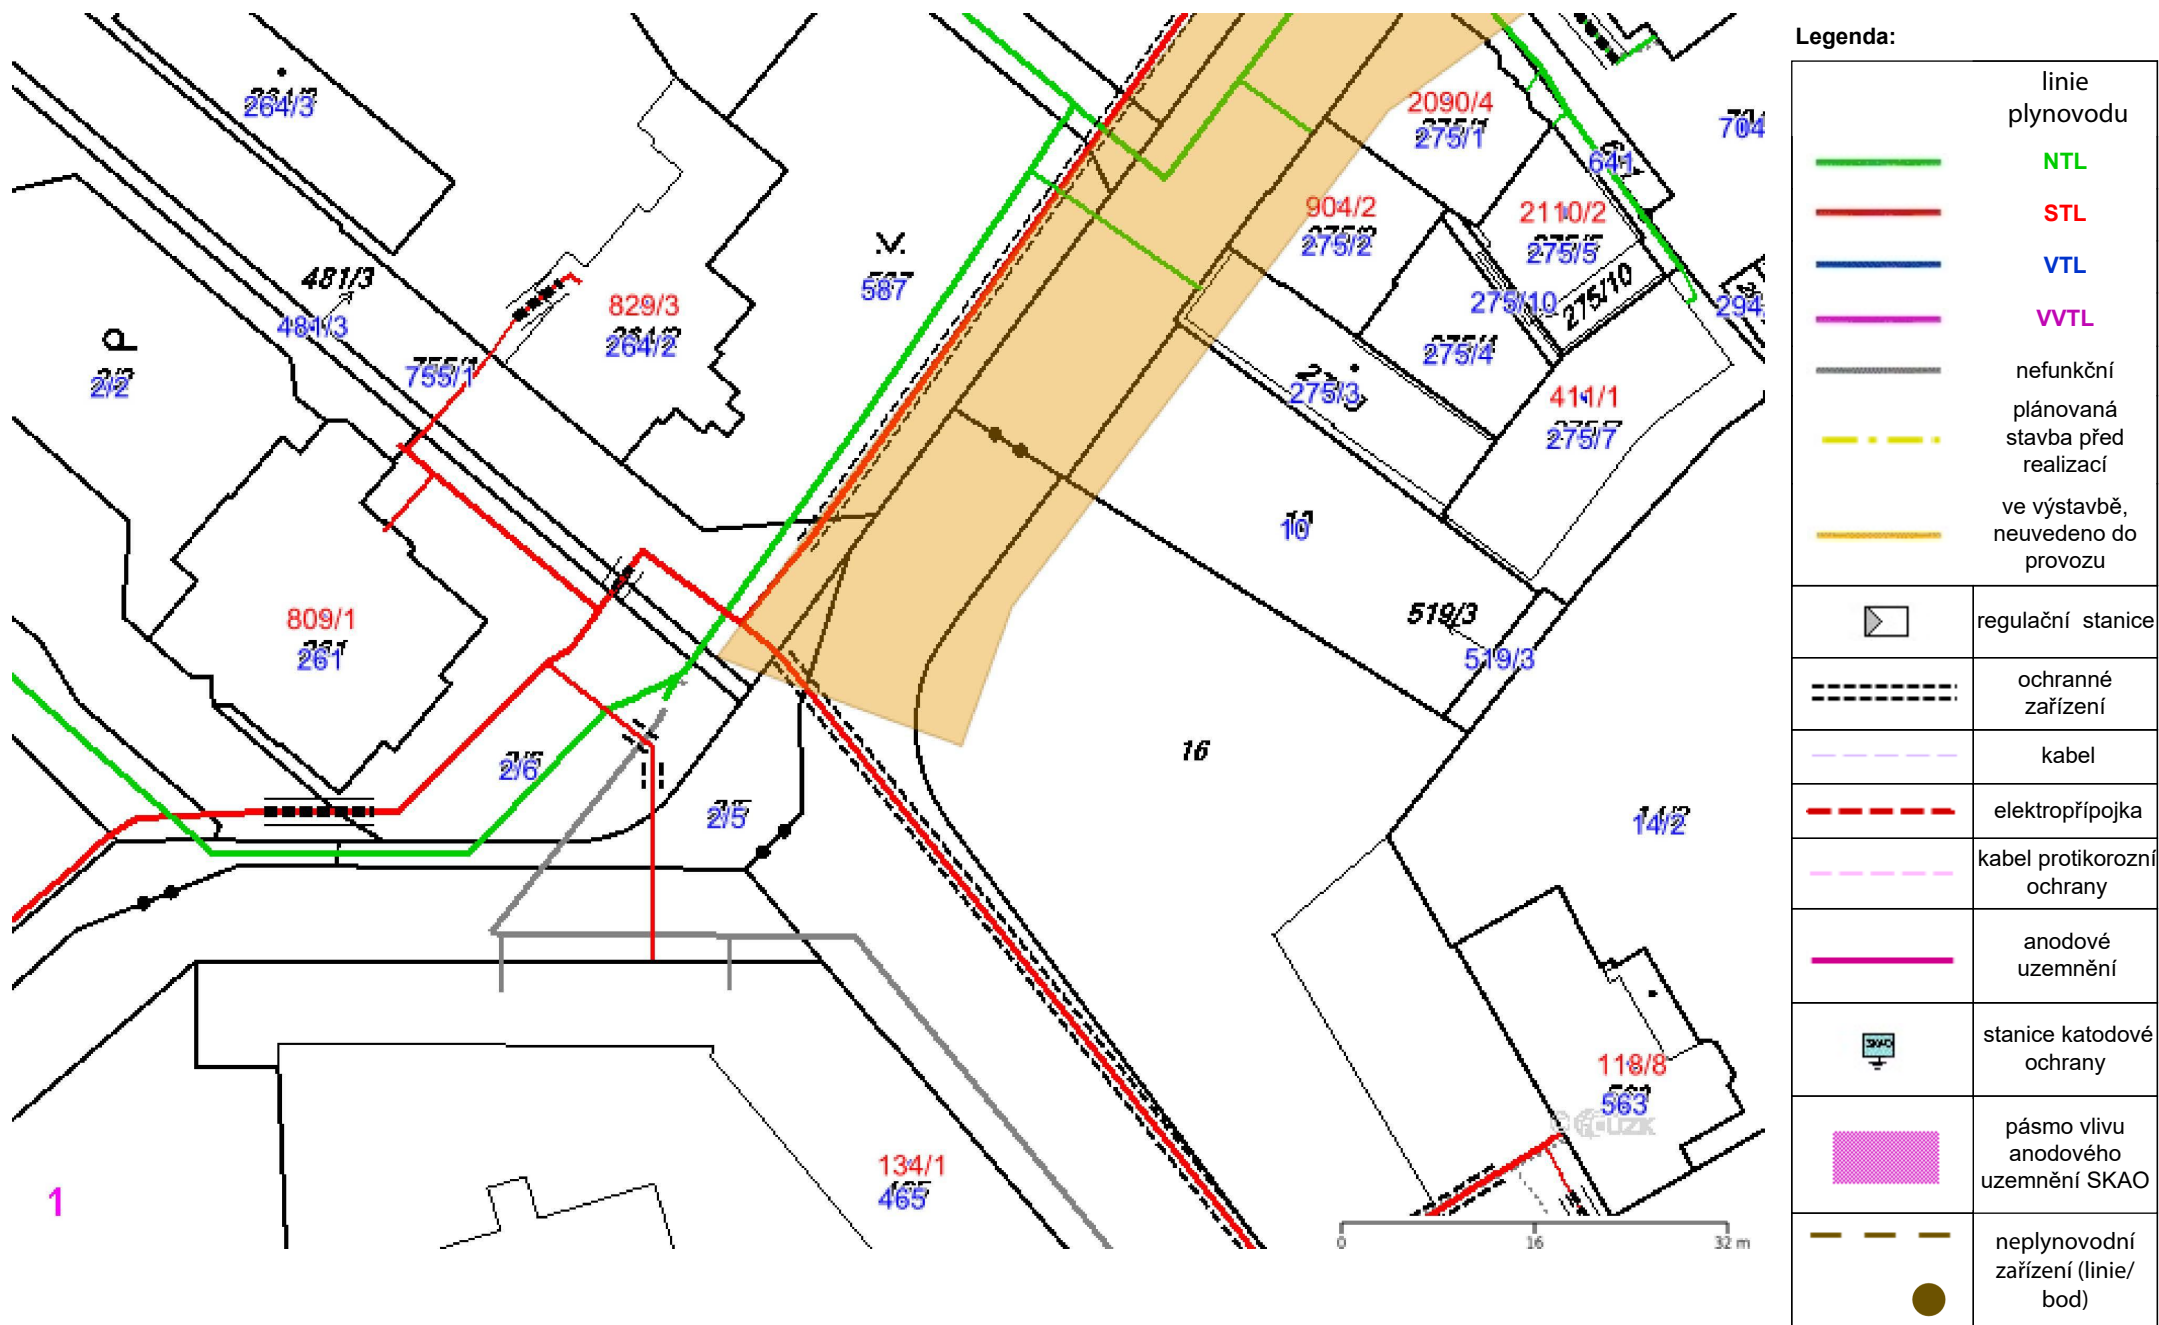 Legenda:
linie
plynovodu
NTL
STL
VTL
VVTL
nefunkční
plánovaná
stavba před
realizací
ve výstavbě,
neuvedeno do
provozu
regulační stanice
ochranné
zařízení
kabel
elektropřípojka
kabel protikorozní
ochrany
anodové
uzemnění
SKAO
stanice katodové
ochrany
pásmo vlivu
anodového
uzemnění SKAO
neplynovodní
zařízení (linie/
bod)
264/3
2090/4
275/1
704
641
904/2
275/2
2110/2
275/5
587
481/3
481/3
829/3
264/2
275/10
275/10
294
2/2
755/1
275/4
275/3
411/1
275/7
10
809/1
261
519/3
519/3
16
2/6
2/5
14/2
118/8
563
134/1
465
1
0 16 32 m